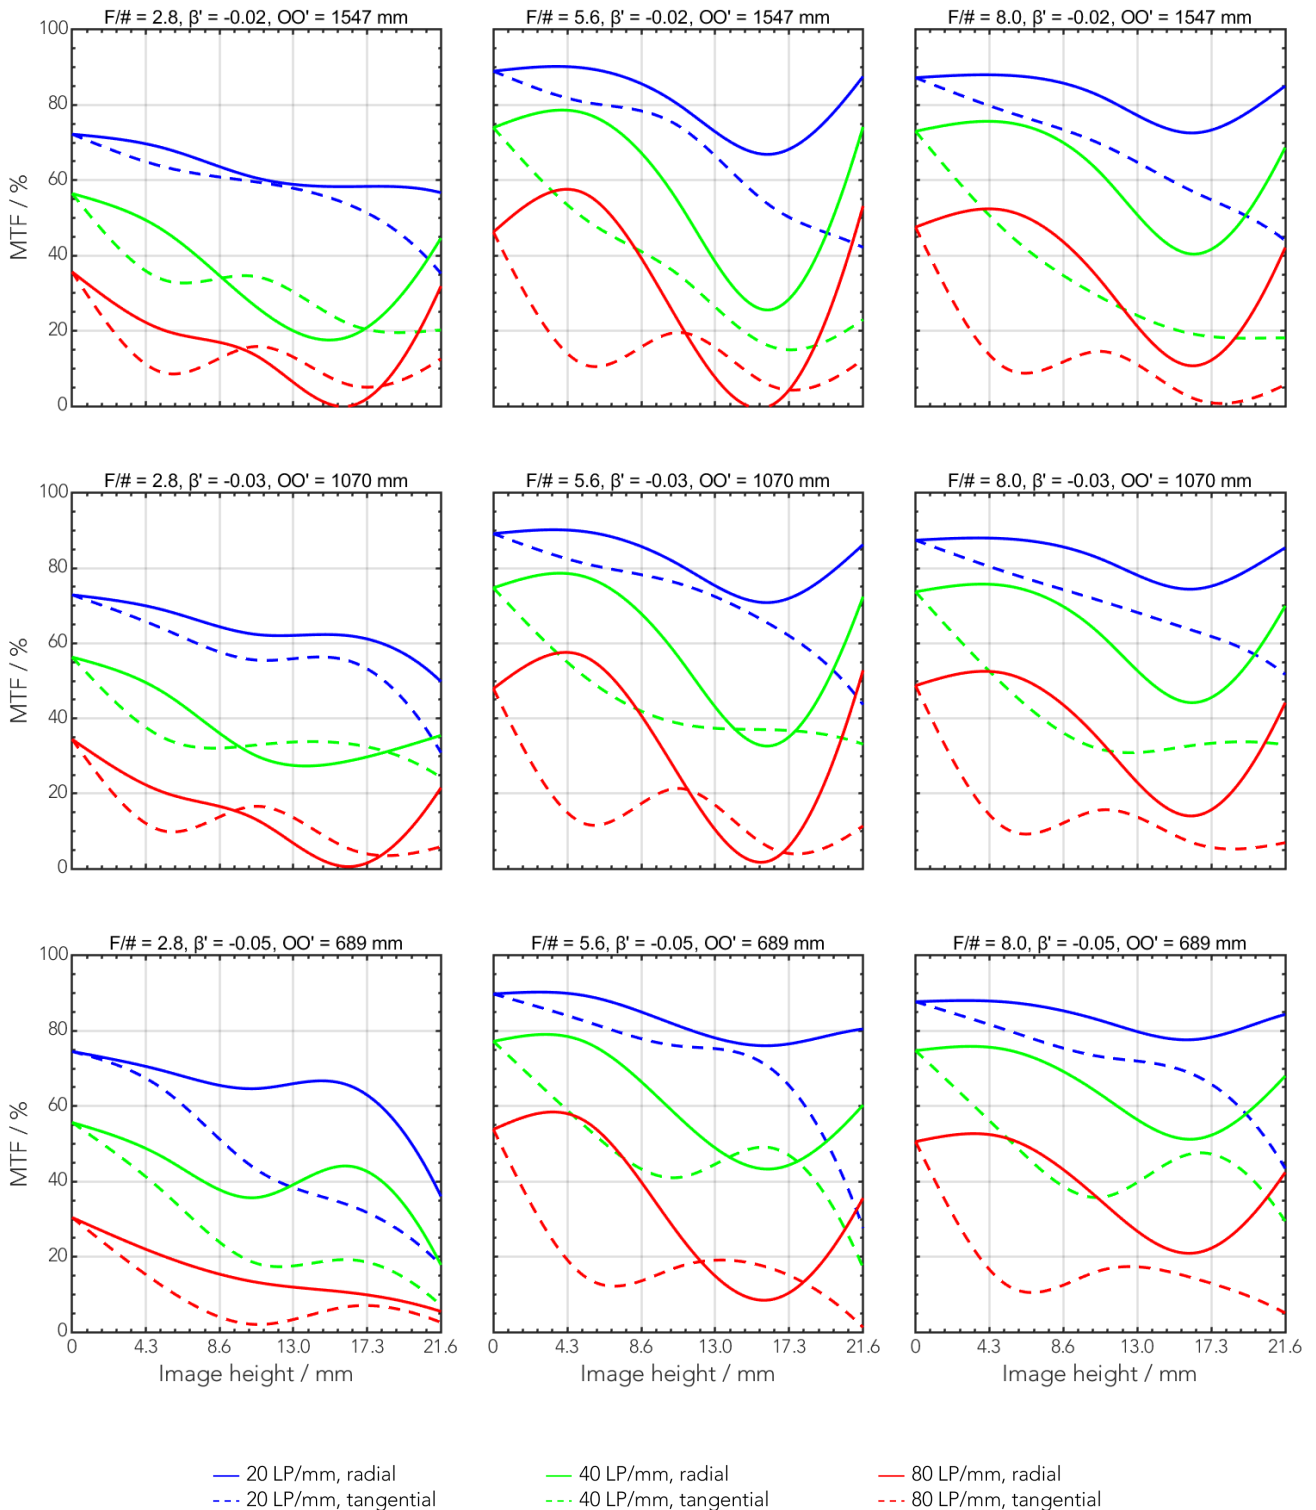 F/# = 2.8, β' = -0.02, OO' = 1547 mm
F/# = 5.6, β' = -0.02, OO' = 1547 mm
F/# = 8.0, β' = -0.02, OO' = 1547 mm
100
80
60
40
20
0
MTF / %
F/# = 2.8, β' = -0.03, OO' = 1070 mm
F/# = 5.6, β' = -0.03, OO' = 1070 mm
F/# = 8.0, β' = -0.03, OO' = 1070 mm
100
80
60
40
20
0
MTF / %
F/# = 2.8, β' = -0.05, OO' = 689 mm
F/# = 5.6, β' = -0.05, OO' = 689 mm
F/# = 8.0, β' = -0.05, OO' = 689 mm
100
80
60
40
20
0
MTF / %
0 4.3 8.6 13.0 17.3 21.6
0 4.3 8.6 13.0 17.3 21.6
0 4.3 8.6 13.0 17.3 21.6
Image height / mm
Image height / mm
Image height / mm
20 LP/mm, radial
40 LP/mm, radial
80 LP/mm, radial
20 LP/mm, tangential
40 LP/mm, tangential
80 LP/mm, tangential